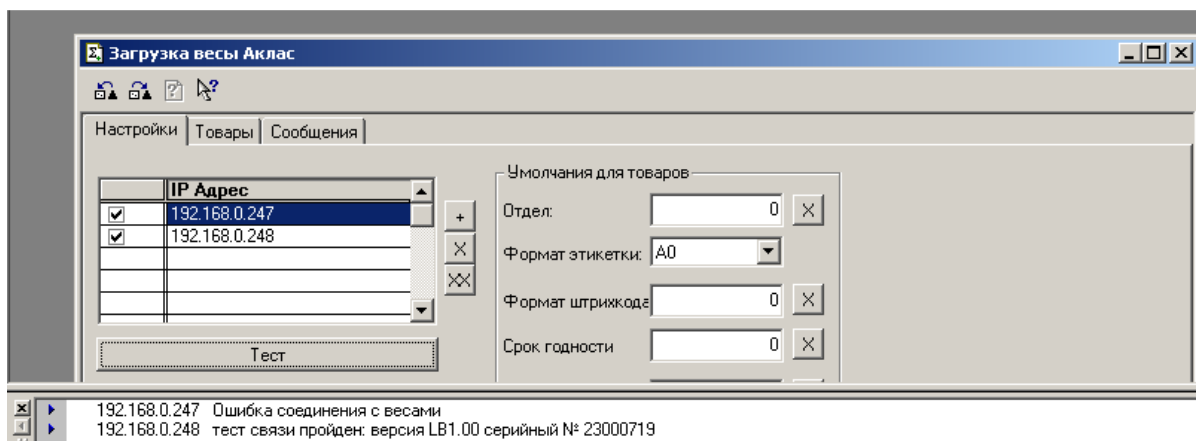 Загрузка весы Аклас
Настройки Товары Сообщения
IP Адрес
192.168.0.247
192.168.0.248
+
X
XX
Тест
Умолчания для товаров
Отдел: 0 X
Формат этикетки: A0
Формат штрихкода 0 X
Срок годности 0 X
192.168.0.247 Ошибка соединения с весами
192.168.0.248 тест связи пройден: версия LB1.00 серийный № 23000719